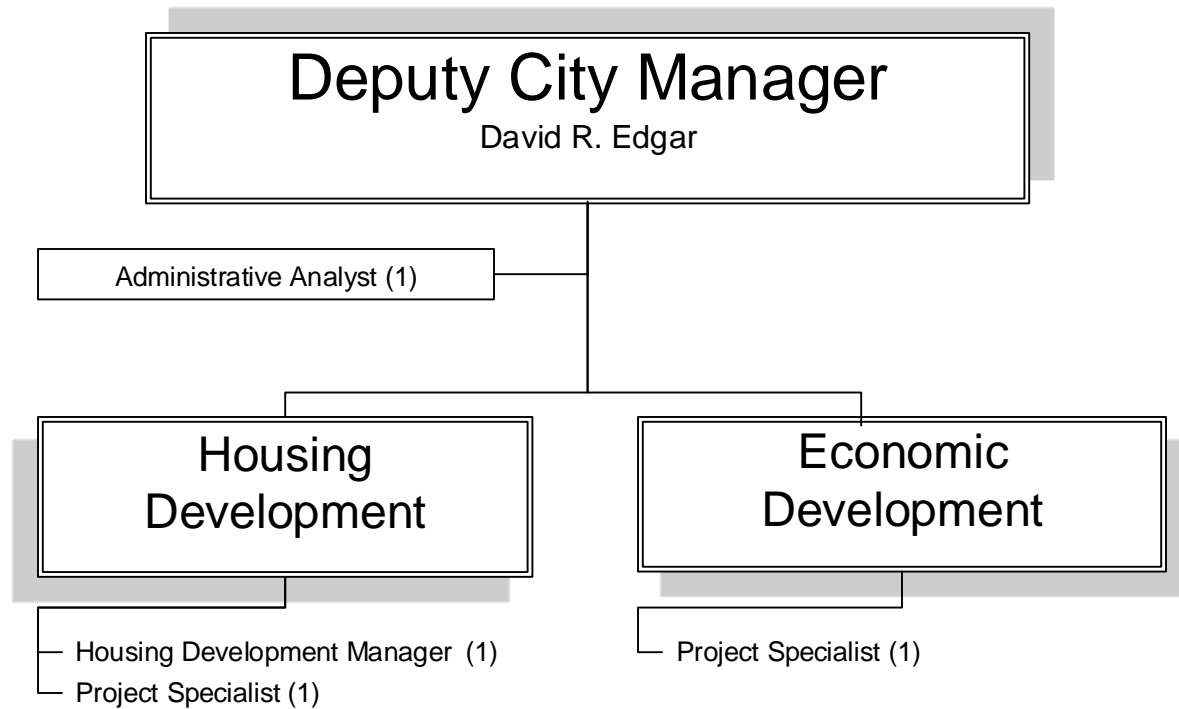 Deputy City Manager
David R. Edgar
Administrative Analyst (1)
Housing
Development
Housing Development Manager (1)
Project Specialist (1)
Economic
Development
Project Specialist (1)